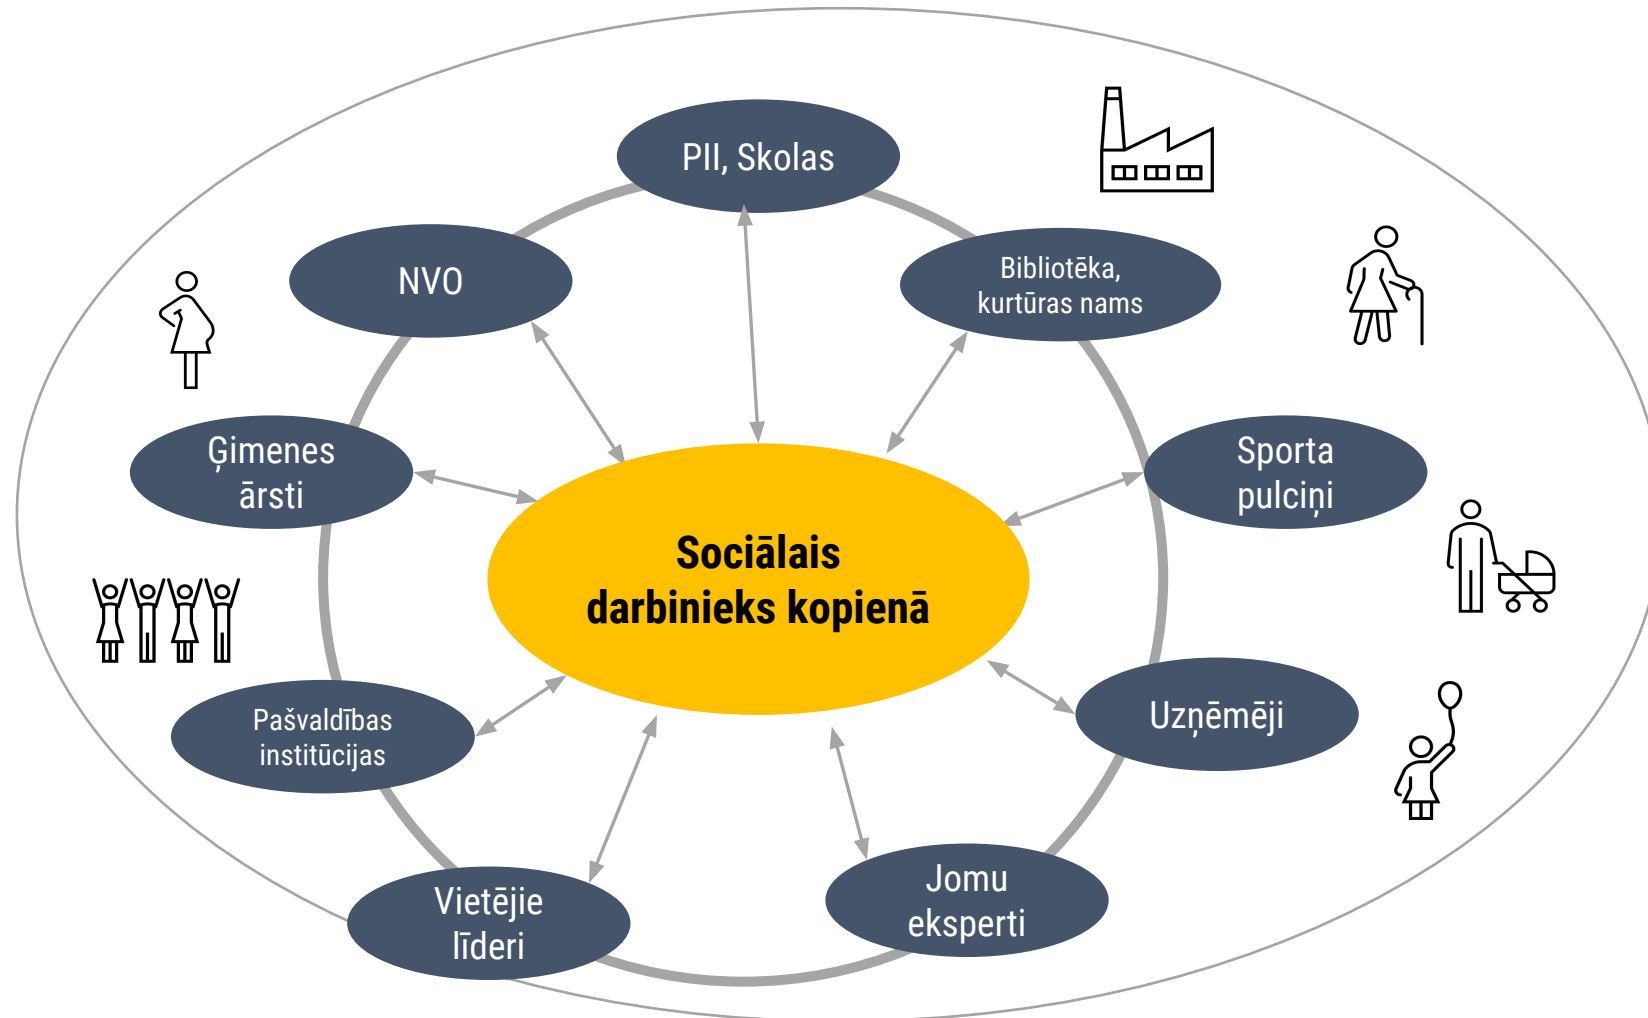 PII, Skolas
NVO
Bibliotēka,
kurtūras nams
Ģimenes
ārsti
Sporta
pulciņi
Sociālais
darbinieks kopienā
Pašvaldības
institūcijas
Uzņēmēji
Vietējie
līderi
Jomu
eksperti